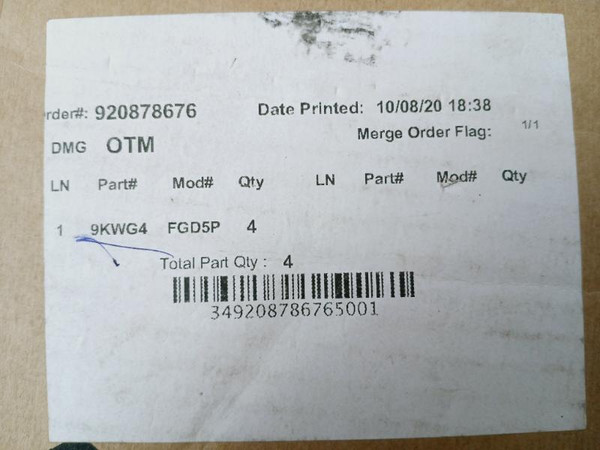 rder#: 920878676 Date Printed: 10/08/20 18:38
DMG OTM Merge Order Flag: 1/1
LN Part# Mod# Qty LN Part# Mod# Qty
1 9KWG4 FGD5P 4
Total Part Qty : 4
349208786765001